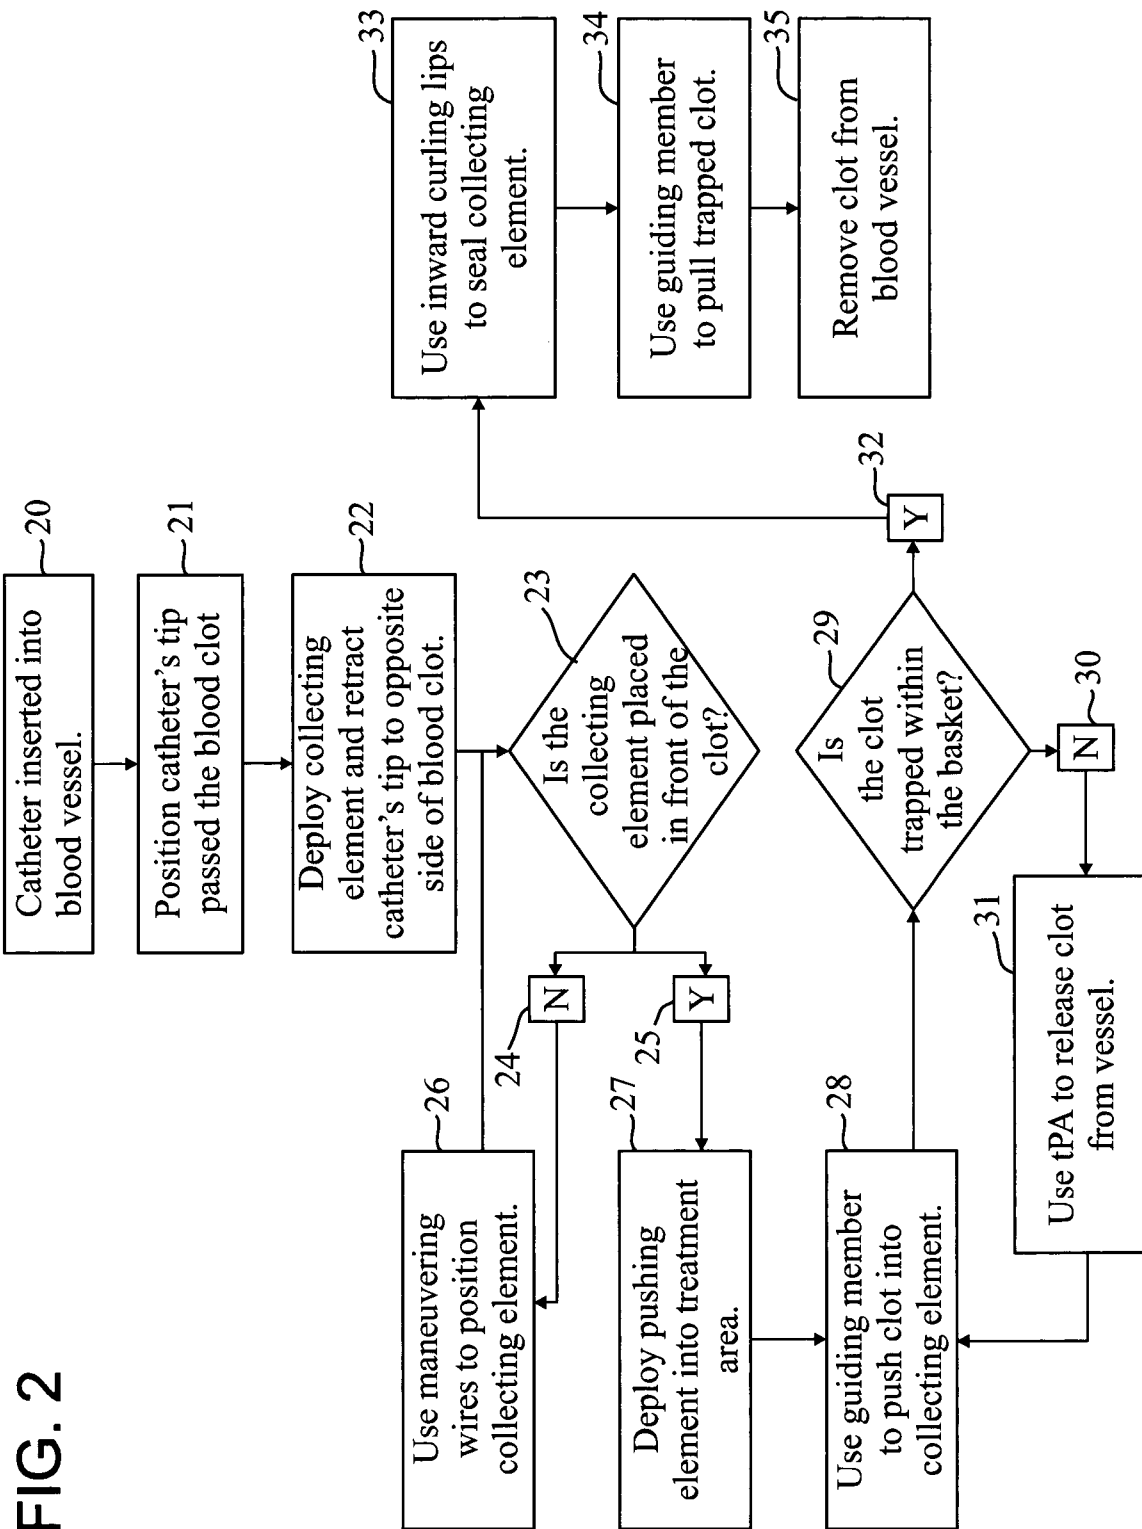 FIG. 2
20
Catheter inserted into
blood vessel.
21
Position catheter's tip
passed the blood clot
22
Deploy collecting
element and retract
catheter's tip to opposite
side of blood clot.
23
Is the
collecting
element placed
in front of the
clot?
24
N
25
Y
26
Use maneuvering
wires to position
collecting element.
27
Deploy pushing
element into treatment
area.
28
Use guiding member
to push clot into
collecting element.
29
Is
the clot
trapped within
the basket?
30
N
31
Use tPA to release clot
from vessel.
32
Y
33
Use inward curling lips
to seal collecting
element.
34
Use guiding member
to pull trapped clot.
35
Remove clot from
blood vessel.